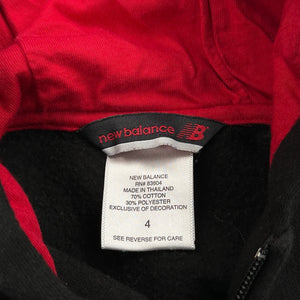 new balance NB
NEW BALANCE
RN# 83604
MADE IN THAILAND
70% COTTON
30% POLYESTER
EXCLUSIVE OF DECORATION
4
SEE REVERSE FOR CARE